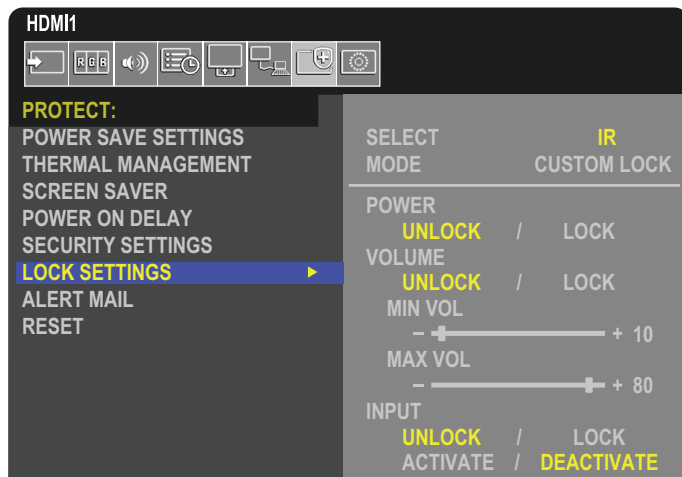 HDMI1
RGB
PROTECT:
POWER SAVE SETTINGS
THERMAL MANAGEMENT
SCREEN SAVER
POWER ON DELAY
SECURITY SETTINGS
LOCK SETTINGS
ALERT MAIL
RESET
SELECT IR
MODE CUSTOM LOCK
POWER
UNLOCK / LOCK
VOLUME
UNLOCK / LOCK
MIN VOL
– + 10
MAX VOL
– + 80
INPUT
UNLOCK / LOCK
ACTIVATE / DEACTIVATE